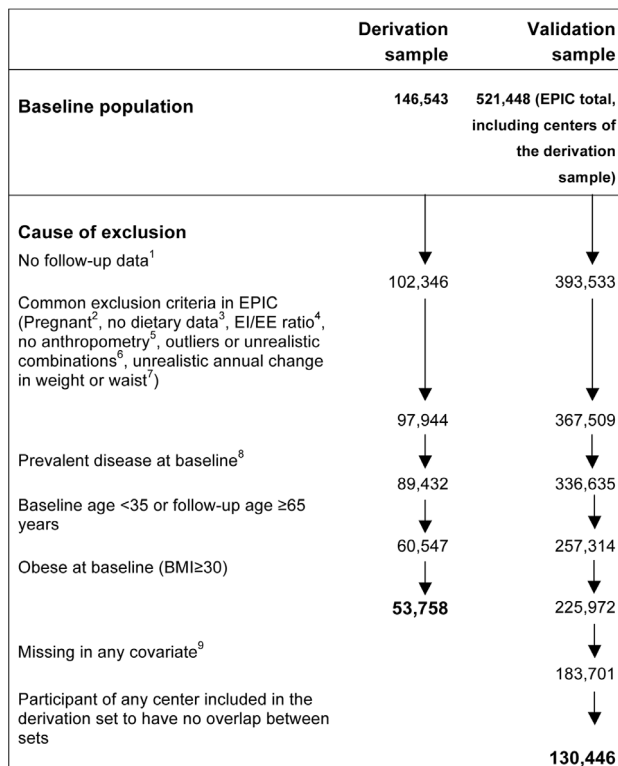 Derivation sample
Validation sample
Baseline population
146,543
521,448 (EPIC total,
including centers of
the derivation
sample)
Cause of exclusion
No follow-up data1
102,346
393,533
Common exclusion criteria in EPIC
(Pregnant2, no dietary data3, EI/EE ratio4,
no anthropometry5, outliers or unrealistic
combinations6, unrealistic annual change
in weight or waist7)
97,944
367,509
Prevalent disease at baseline8
89,432
336,635
Baseline age <35 or follow-up age ≥65
years
60,547
257,314
Obese at baseline (BMI≥30)
53,758
225,972
Missing in any covariate9
183,701
Participant of any center included in the
derivation set to have no overlap between
sets
130,446